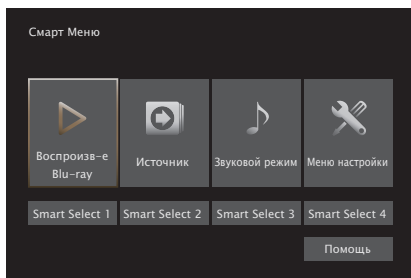 Смарт Меню
Воспроизв-е
Blu-ray
Источник
Звуковой режим
Меню настройки
Smart Select 1
Smart Select 2
Smart Select 3
Smart Select 4
Помощь